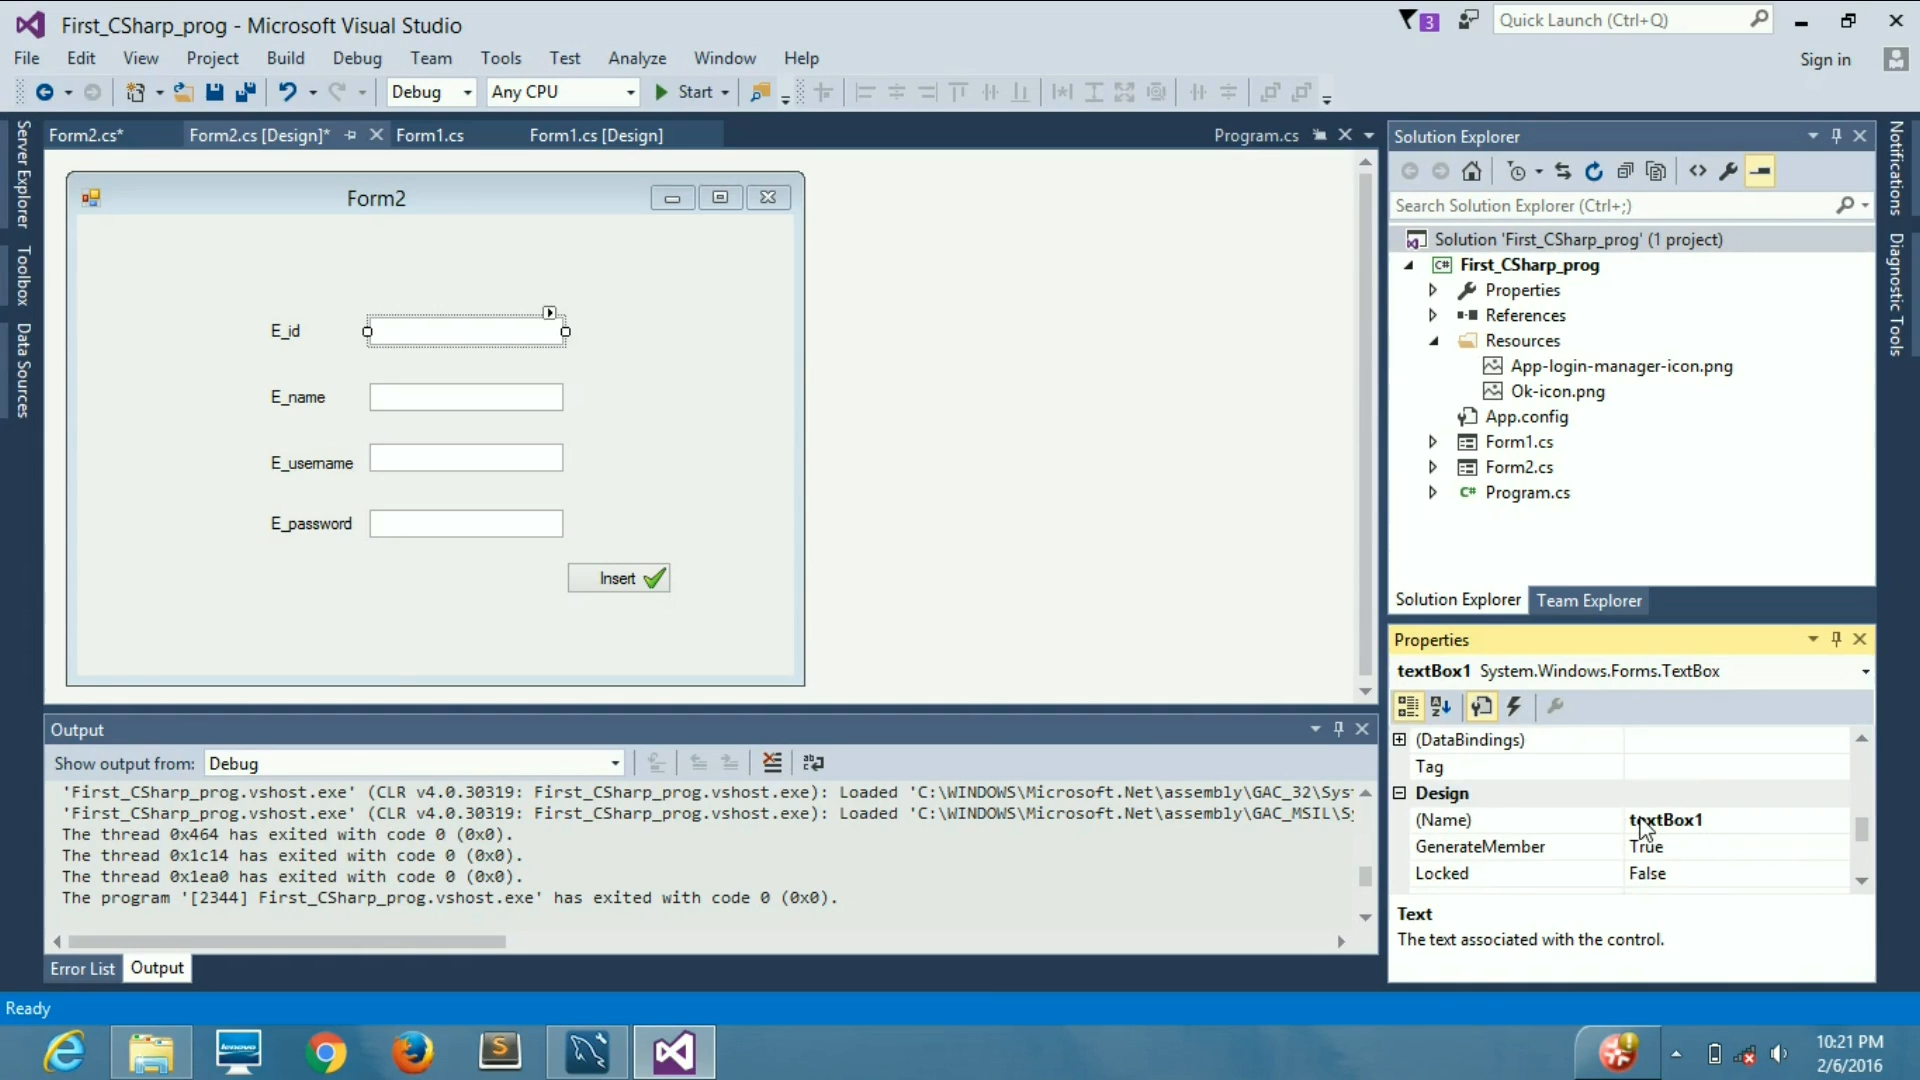 First_CSharp_prog - Microsoft Visual Studio
3
Quick Launch (Ctrl+Q)
File Edit View Project Build Debug Team Tools Test Analyze Window Help
Sign in
Debug Any CPU Start
Server Explorer
Toolbox
Data Sources
Form2.cs* Form2.cs [Design]* Form1.cs Form1.cs [Design] Program.cs
Form2
E_id
E_name
E_username
E_password
Insert
Output
Show output from: Debug
'First_CSharp_prog.vshost.exe' (CLR v4.0.30319: First_CSharp_prog.vshost.exe): Loaded 'C:\WINDOWS\Microsoft.Net\assembly\GAC_32\Syst
'First_CSharp_prog.vshost.exe' (CLR v4.0.30319: First_CSharp_prog.vshost.exe): Loaded 'C:\WINDOWS\Microsoft.Net\assembly\GAC_MSIL\Sy
The thread 0x464 has exited with code 0 (0x0).
The thread 0x1c14 has exited with code 0 (0x0).
The thread 0x1ea0 has exited with code 0 (0x0).
The program '[2344] First_CSharp_prog.vshost.exe' has exited with code 0 (0x0).
Error List Output
Solution Explorer
Search Solution Explorer (Ctrl+;)
Solution 'First_CSharp_prog' (1 project)
C# First_CSharp_prog
Properties
References
Resources
App-login-manager-icon.png
Ok-icon.png
App.config
Form1.cs
Form2.cs
C# Program.cs
Solution Explorer Team Explorer
Properties
textBox1 System.Windows.Forms.TextBox
(DataBindings)
Tag
Design
(Name) textBox1
GenerateMember True
Locked False
Text
The text associated with the control.
Notifications
Diagnostic Tools
Ready
lenovo
S
10:21 PM
2/6/2016